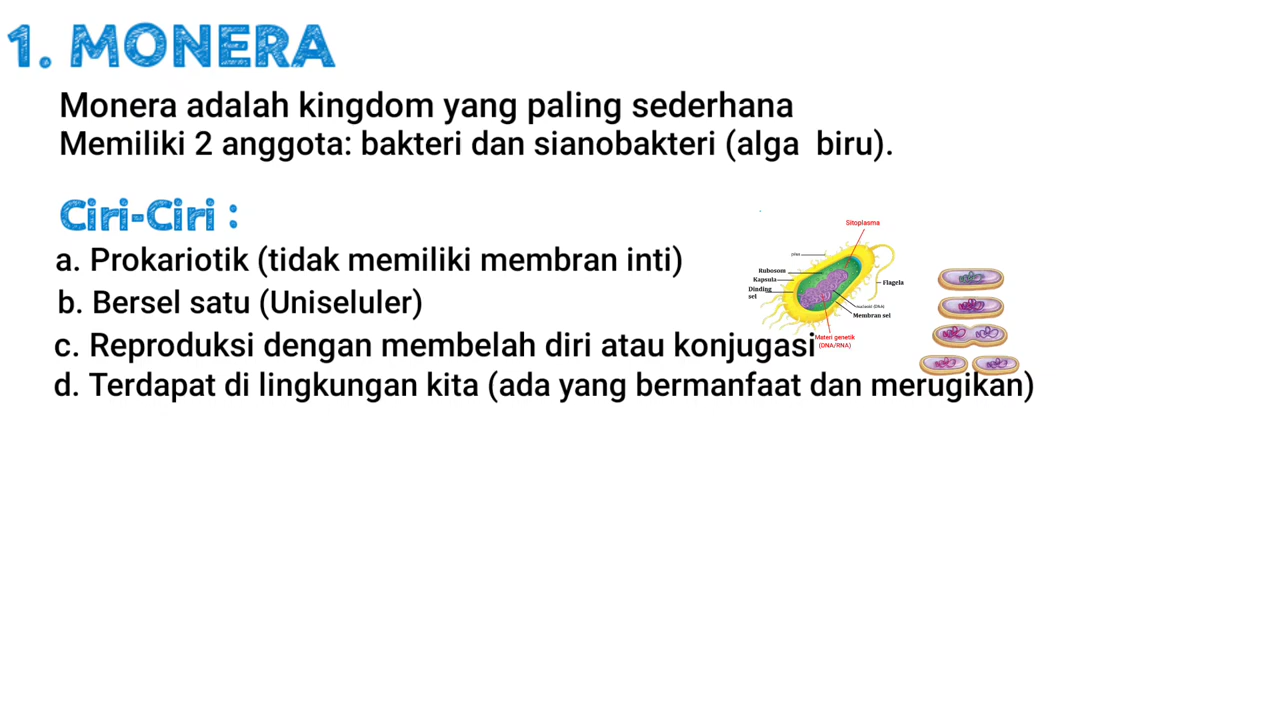 1. MONERA
Monera adalah kingdom yang paling sederhana
Memiliki 2 anggota: bakteri dan sianobakteri (alga biru).
Ciri-Ciri :
a. Prokariotik (tidak memiliki membran inti)
b. Bersel satu (Uniseluler)
c. Reproduksi dengan membelah diri atau konjugasi
d. Terdapat di lingkungan kita (ada yang bermanfaat dan merugikan)
Sitoplasma
Rubosom
Kapsula
Dinding
sel
Flagela
(DNA)
Membran sel
Materi genetik
(DNA/RNA)